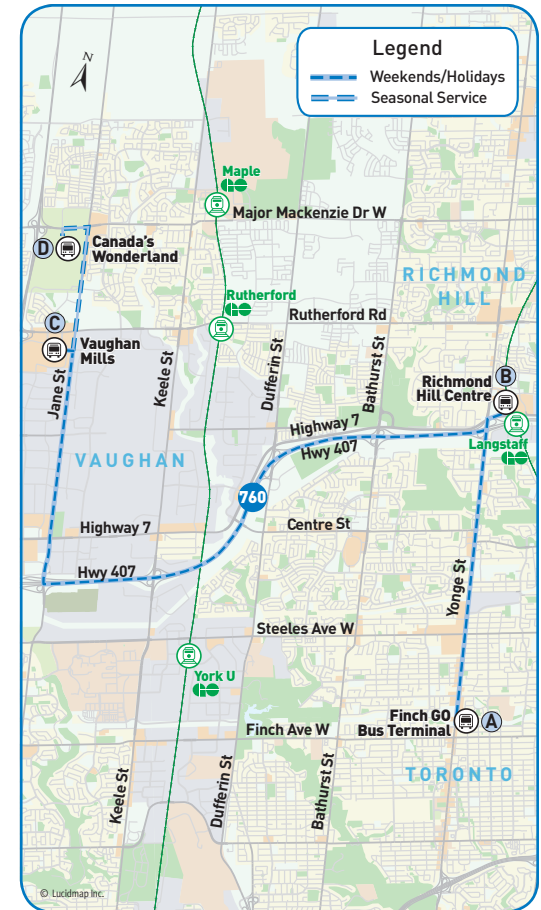 N
Legend
Weekends/Holidays
Seasonal Service
Maple
Major Mackenzie Dr W
D
Canada's
Wonderland
RICHMOND
HILL
Rutherford
Rutherford Rd
C
Vaughan
Mills
Jane St
Keele St
Dufferin St
Bathurst St
B
Richmond
Hill Centre
Langstaff
Highway 7
Hwy 407
VAUGHAN
760
Highway 7
Centre St
Hwy 407
Yonge St
Steeles Ave W
York U
Finch GO
Bus Terminal
A
Finch Ave W
TORONTO
Keele St
Dufferin St
Bathurst St
© Lucidmap Inc.